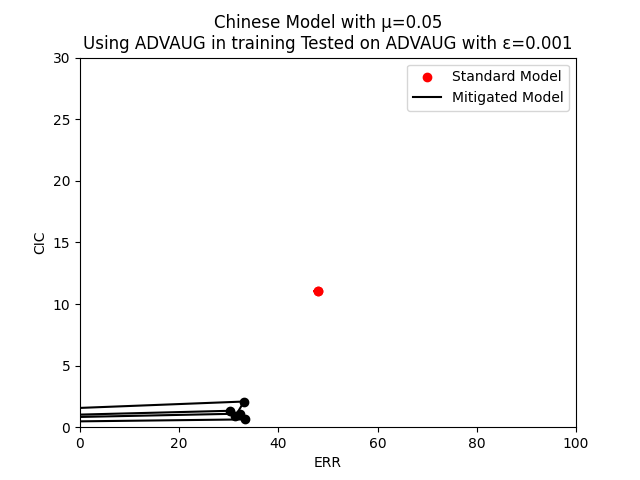 Chinese Model with μ=0.05
Using ADVAUG in training Tested on ADVAUG with ε=0.001
Standard Model
Mitigated Model
30
25
20
15
10
5
0
CIC
0 20 40 60 80 100
ERR